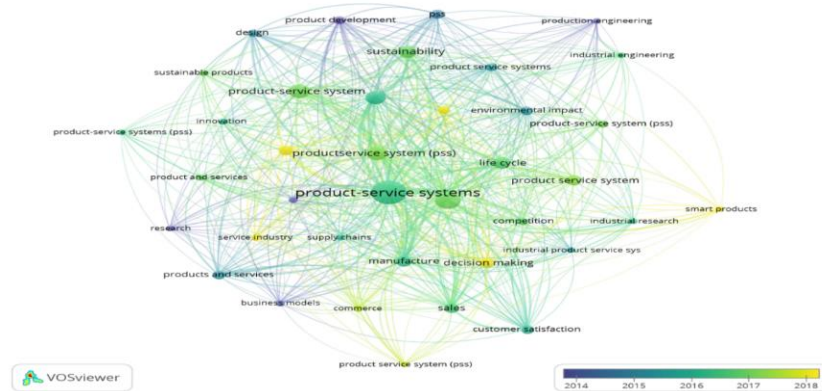 pss
product development
production engineering
design
sustainability
industrial engineering
product service systems
sustainable products
product-service system
environmental impact
innovation
product-service system (pss)
product-service systems (pss)
productservice system (pss)
life cycle
product and services
product service system
product-service systems
smart products
competition
industrial research
research
service industry
supply chains
industrial product service sys
manufacture
decision making
products and services
business models
commerce
sales
customer satisfaction
product service system (pss)
VOSviewer
2014 2015 2016 2017 2018